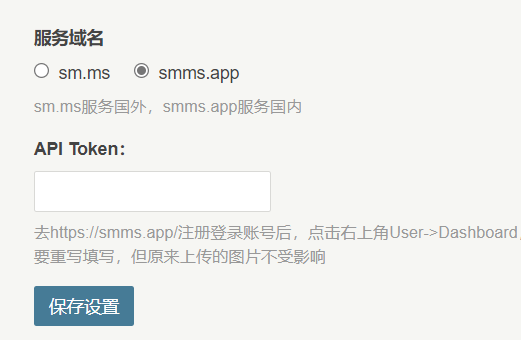 服务域名
sm.ms smms.app
sm.ms服务国外，smms.app服务国内
API Token：
去https://smms.app/注册登录账号后，点击右上角User->Dashboard，
要重写填写，但原来上传的图片不受影响
保存设置